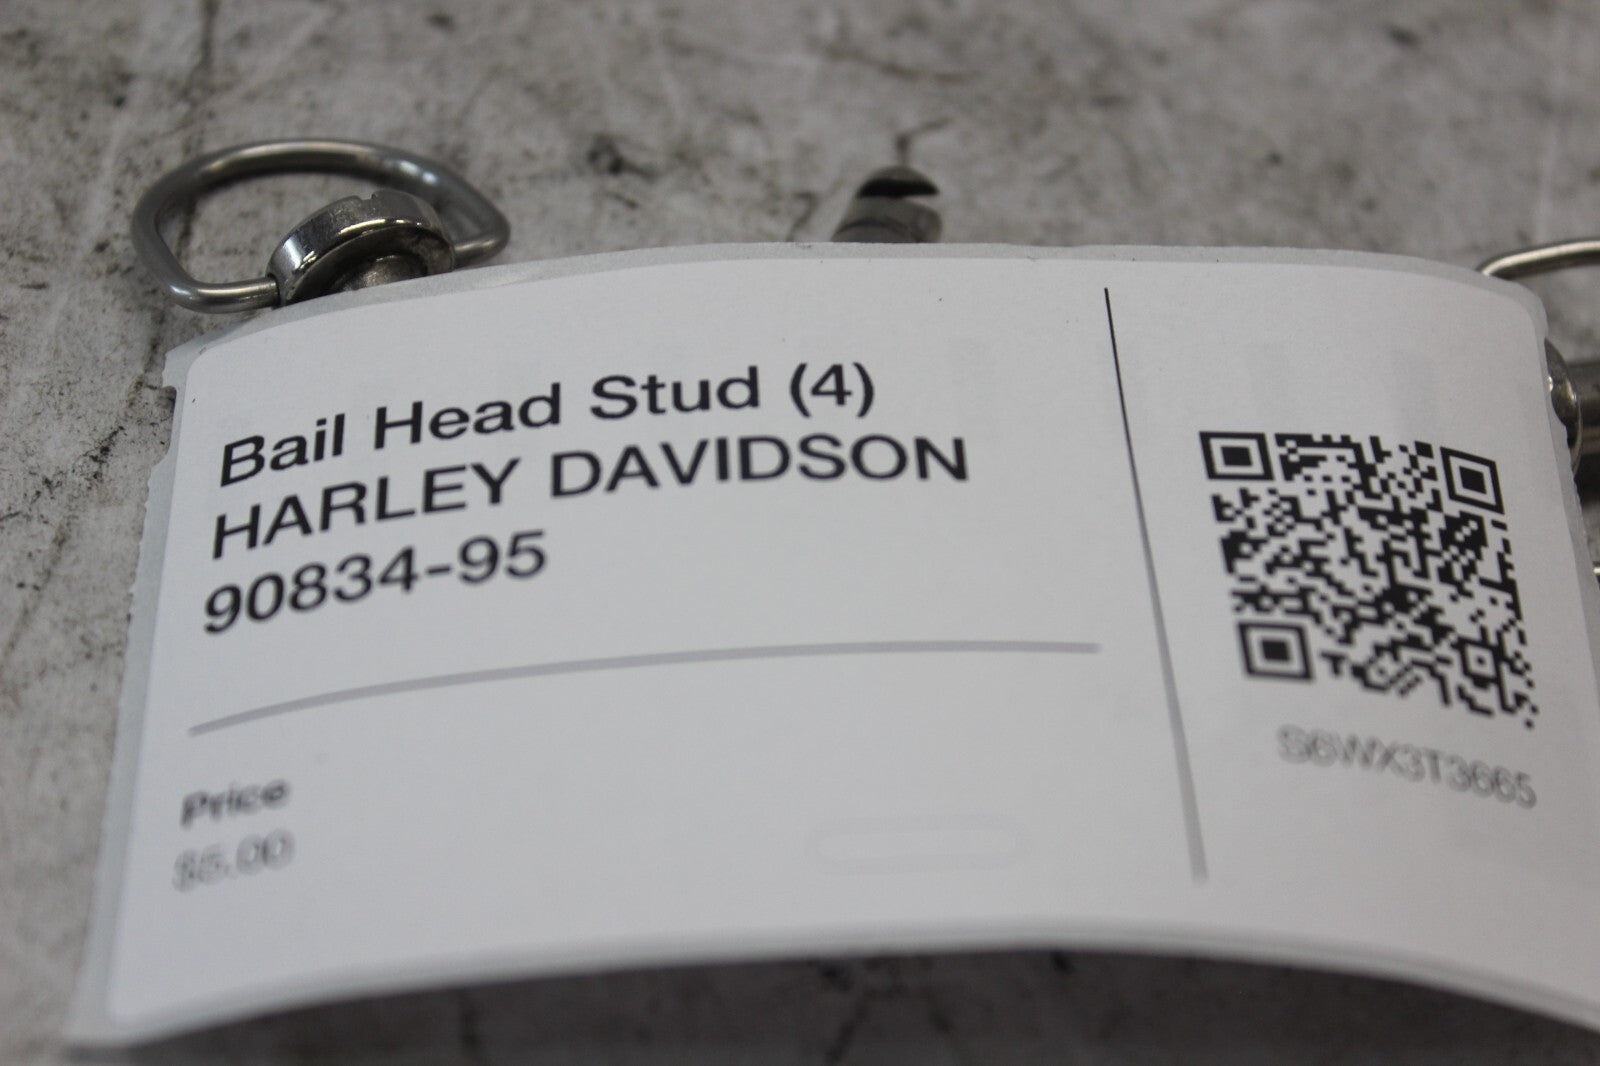 Bail Head Stud (4)
HARLEY DAVIDSON
90834-95
Price
$5.00
S6WX3T3665